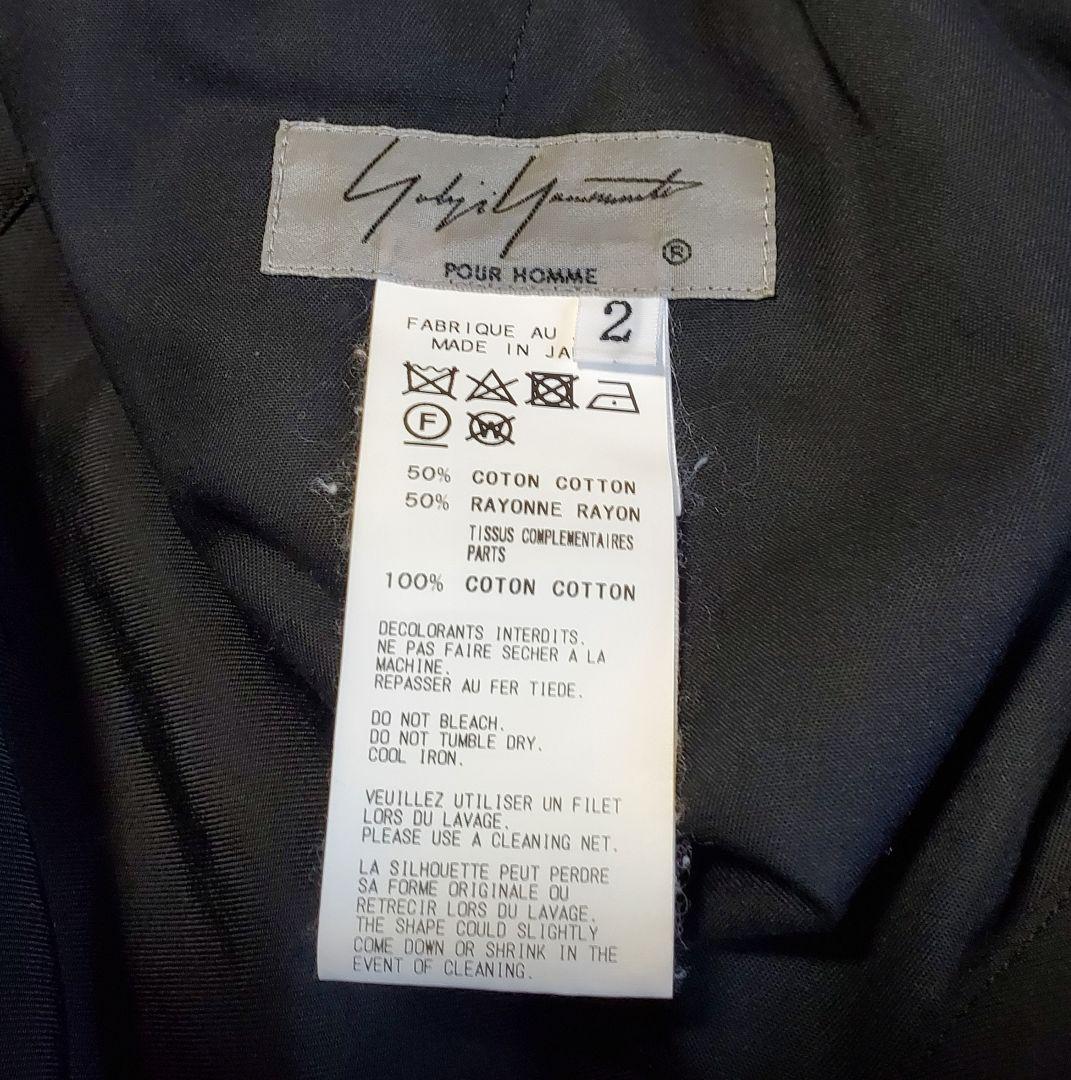 Yohji Yamamoto
®
POUR HOMME
2
FABRIQUE AU
MADE IN JA
F
W
50% COTON COTTON
50% RAYONNE RAYON
TISSUS COMPLEMENTAIRES
PARTS
100% COTON COTTON
DECOLORANTS INTERDITS.
NE PAS FAIRE SECHER A LA
MACHINE.
REPASSER AU FER TIEDE.
DO NOT BLEACH.
DO NOT TUMBLE DRY.
COOL IRON.
VEUILLEZ UTILISER UN FILET
LORS DU LAVAGE.
PLEASE USE A CLEANING NET.
LA SILHOUETTE PEUT PERDRE
SA FORME ORIGINALE OU
RETRECIR LORS DU LAVAGE.
THE SHAPE COULD SLIGHTLY
COME DOWN OR SHRINK IN THE
EVENT OF CLEANING.